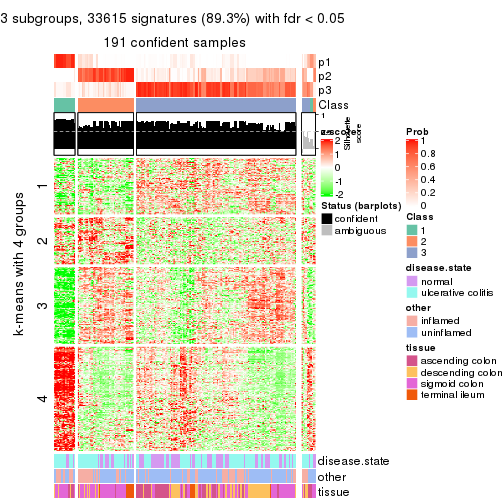 3 subgroups, 33615 signatures (89.3%) with fdr < 0.05
191 confident samples
p1
p2
p3
Class
1
Silhouette
score
z-score
2
1
0
-1
-2
Status (barplots)
confident
ambiguous
Prob
1
0.8
0.6
0.4
0.2
0
Class
1
2
3
disease.state
normal
ulcerative colitis
other
inflamed
uninflamed
tissue
ascending colon
descending colon
sigmoid colon
terminal ileum
k-means with 4 groups
1
2
3
4
disease.state
other
tissue